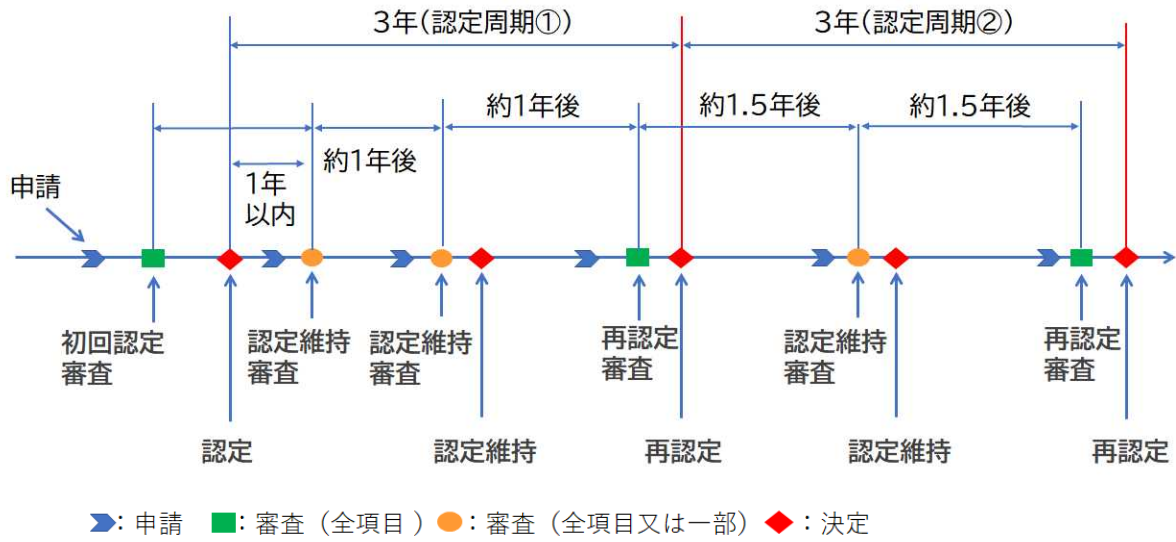 3年(認定周期①)
3年(認定周期②)
約1年後
約1.5年後
約1.5年後
約1年後
1年
以内
申請
初回認定
審査
認定維持
審査
認定維持
審査
再認定
審査
認定維持
審査
再認定
審査
認定
認定維持
再認定
認定維持
再認定
：申請
：審査（全項目）
：審査（全項目又は一部）
：決定